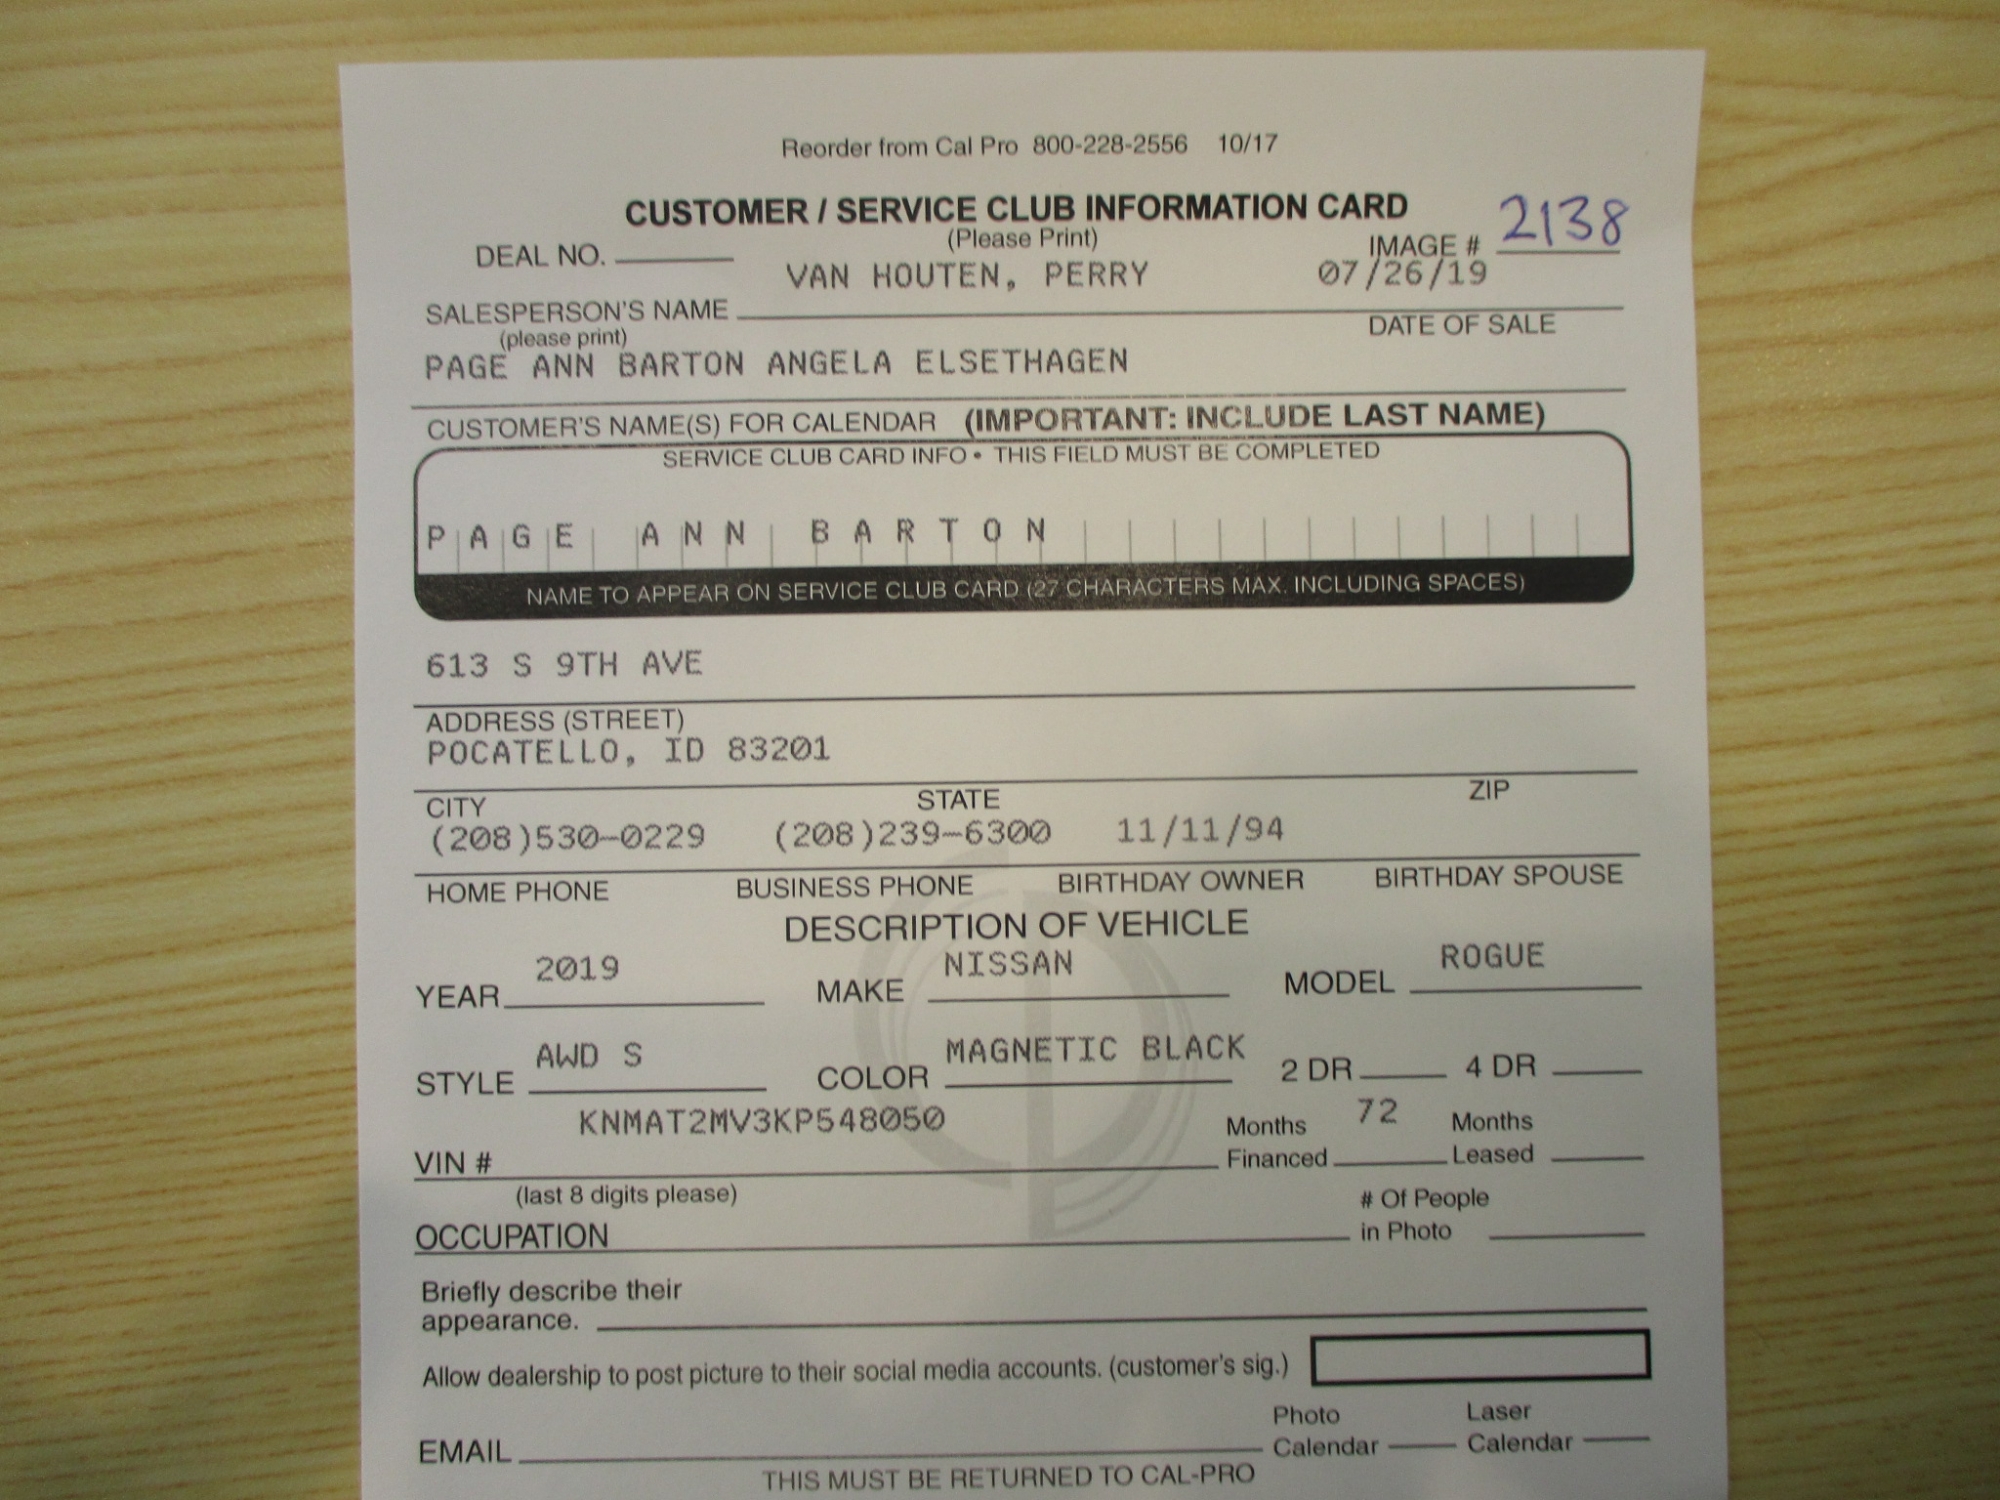 Reorder from Cal Pro 800-228-2556 10/17
CUSTOMER / SERVICE CLUB INFORMATION CARD
(Please Print)
DEAL NO. IMAGE # 2138
VAN HOUTEN, PERRY 07/26/19
SALESPERSON'S NAME
(please print) DATE OF SALE
PAGE ANN BARTON ANGELA ELSETHAGEN
CUSTOMER'S NAME(S) FOR CALENDAR (IMPORTANT: INCLUDE LAST NAME)
SERVICE CLUB CARD INFO • THIS FIELD MUST BE COMPLETED
PAGE ANN BARTON
NAME TO APPEAR ON SERVICE CLUB CARD (27 CHARACTERS MAX. INCLUDING SPACES)
613 S 9TH AVE
ADDRESS (STREET)
POCATELLO, ID 83201
CITY STATE ZIP
(208)530-0229 (208)239-6300 11/11/94
HOME PHONE BUSINESS PHONE BIRTHDAY OWNER BIRTHDAY SPOUSE
DESCRIPTION OF VEHICLE
YEAR 2019 MAKE NISSAN MODEL ROGUE
STYLE AWD S COLOR MAGNETIC BLACK 2 DR 4 DR
KNMAT2MV3KP548050
VIN # Months Financed 72 Months Leased
(last 8 digits please)
OCCUPATION # Of People in Photo
Briefly describe their
appearance.
Allow dealership to post picture to their social media accounts. (customer's sig.)
EMAIL Photo Calendar Laser Calendar
THIS MUST BE RETURNED TO CAL-PRO